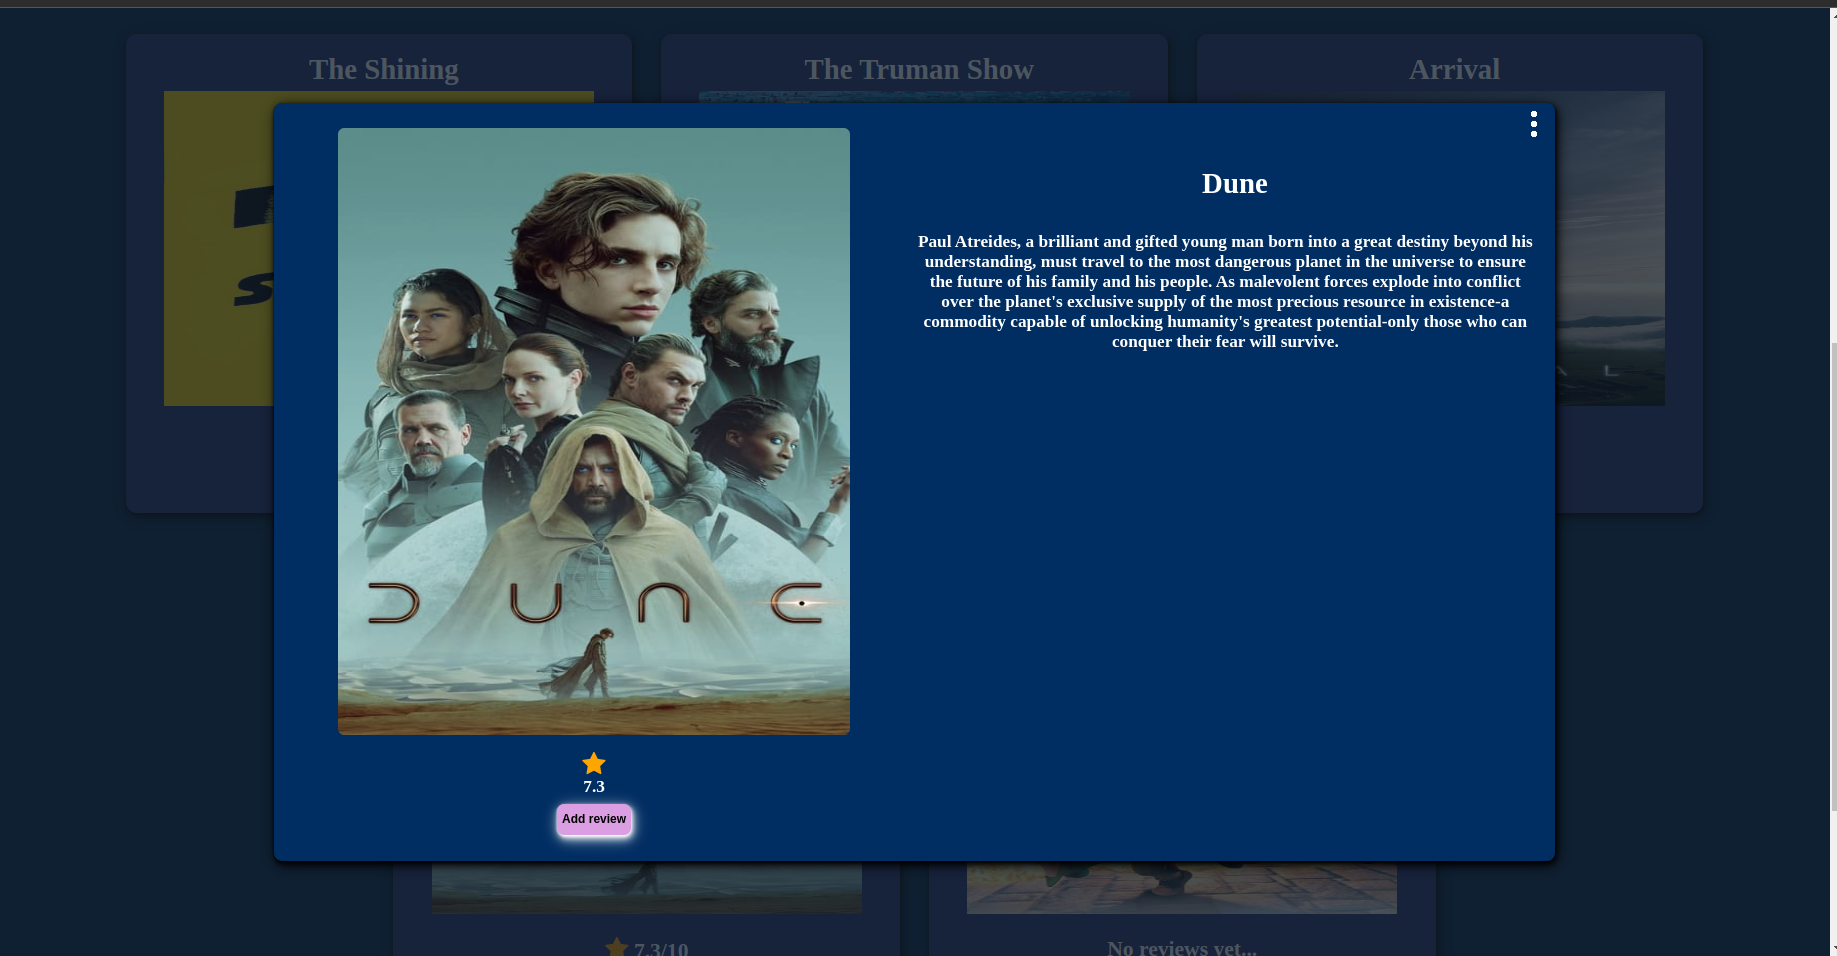 The Shining
The Truman Show
Arrival
Dune
Paul Atreides, a brilliant and gifted young man born into a great destiny beyond his
understanding, must travel to the most dangerous planet in the universe to ensure
the future of his family and his people. As malevolent forces explode into conflict
over the planet's exclusive supply of the most precious resource in existence-a
commodity capable of unlocking humanity's greatest potential-only those who can
conquer their fear will survive.
DUNE
7.3
Add review
7.3/10
No reviews yet...